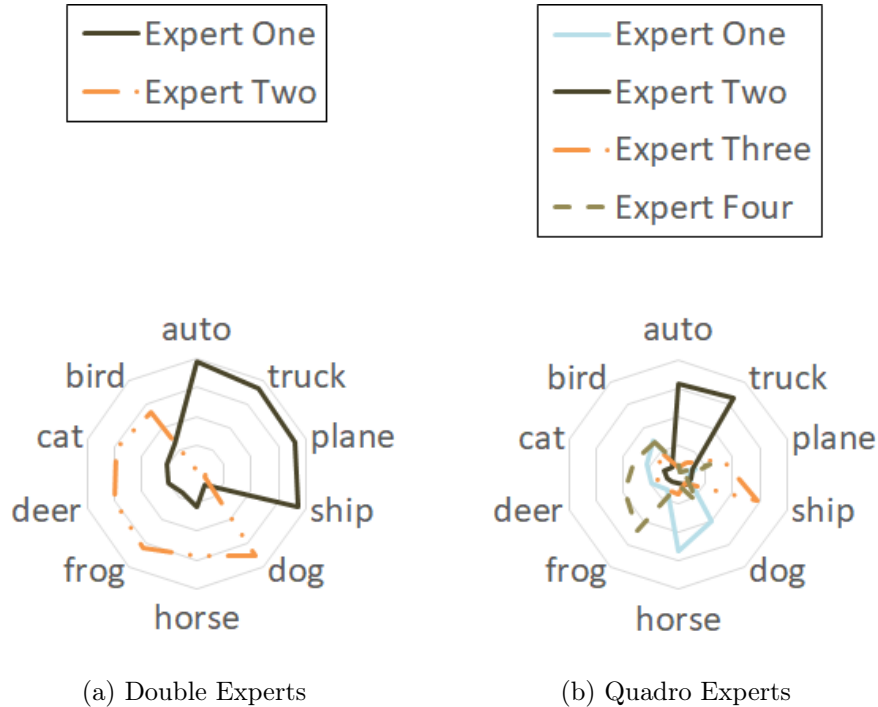 Expert One
Expert Two
auto
bird
truck
cat
plane
deer
ship
frog
dog
horse
(a) Double Experts
Expert One
Expert Two
Expert Three
Expert Four
auto
bird
truck
cat
plane
deer
ship
frog
dog
horse
(b) Quadro Experts